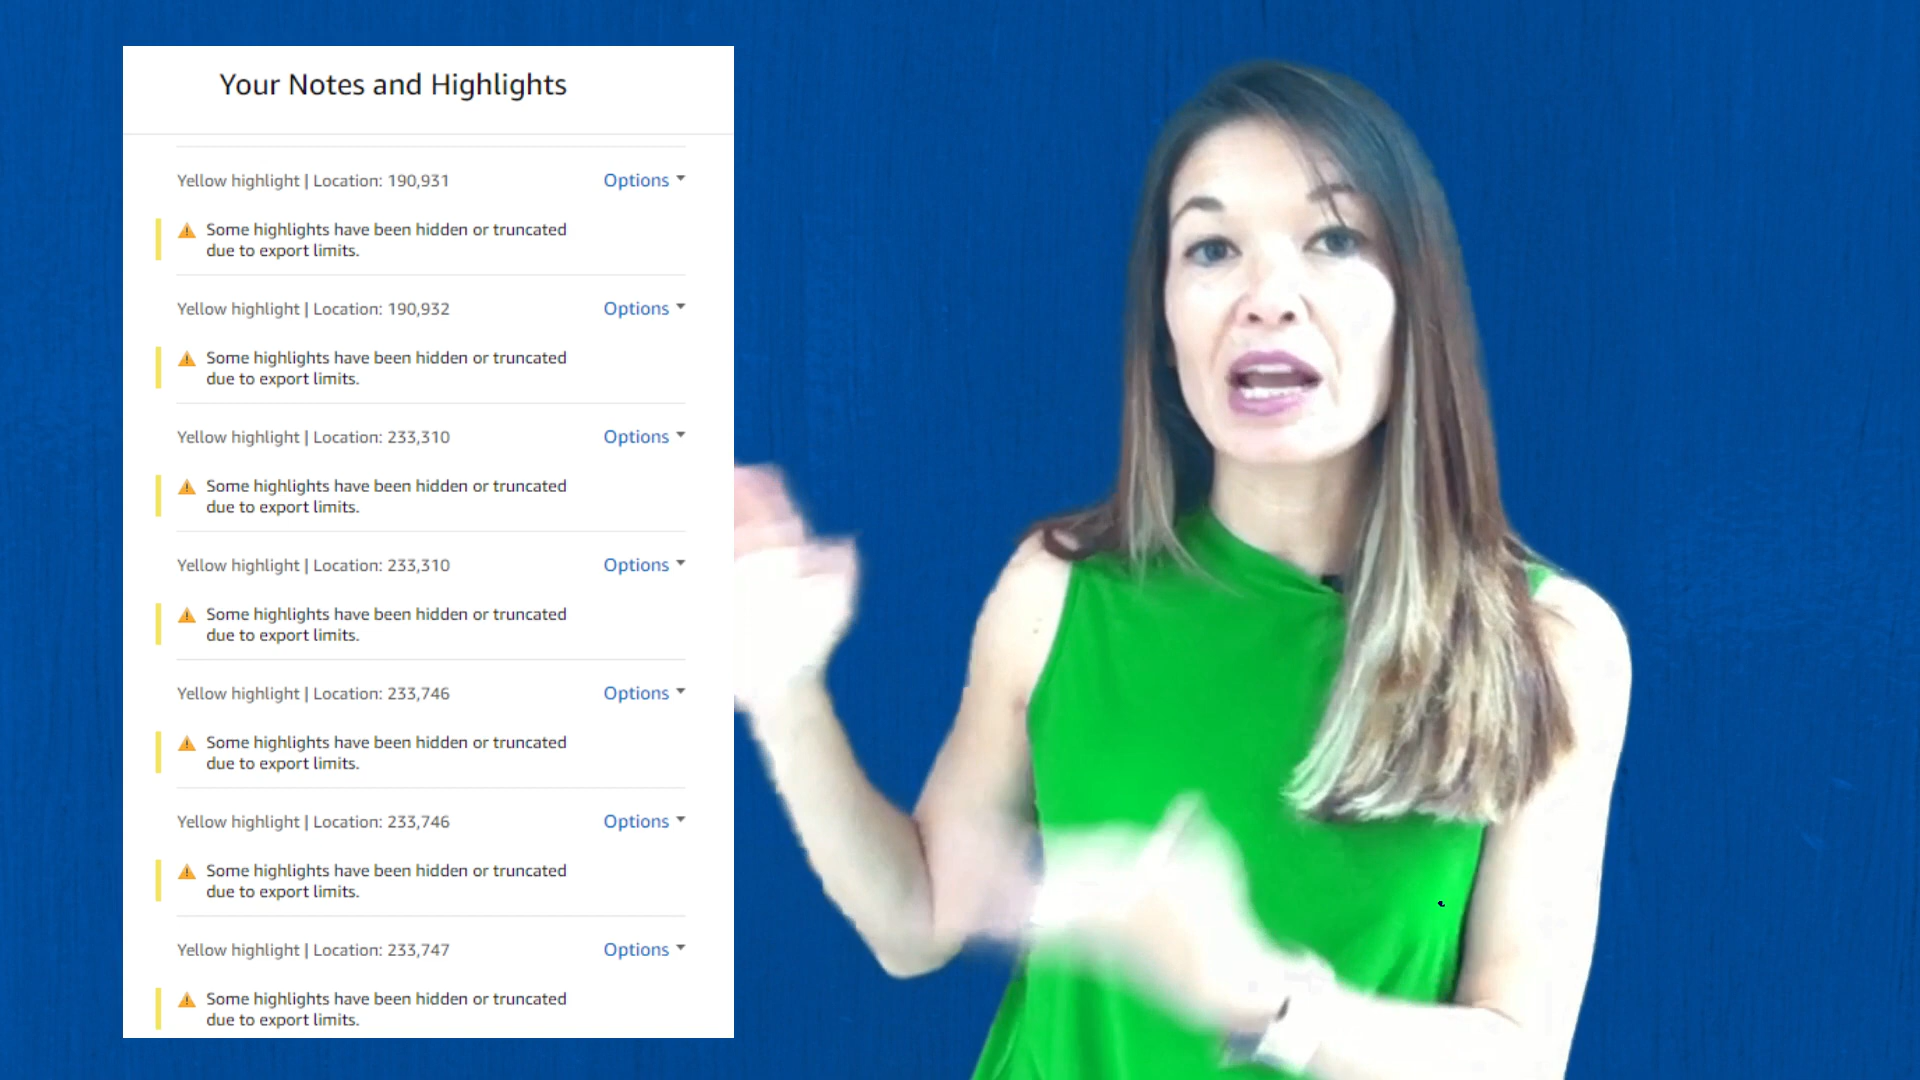 Your Notes and Highlights
Yellow highlight | Location: 190,931 Options
Some highlights have been hidden or truncated
due to export limits.
Yellow highlight | Location: 190,932 Options
Some highlights have been hidden or truncated
due to export limits.
Yellow highlight | Location: 233,310 Options
Some highlights have been hidden or truncated
due to export limits.
Yellow highlight | Location: 233,310 Options
Some highlights have been hidden or truncated
due to export limits.
Yellow highlight | Location: 233,746 Options
Some highlights have been hidden or truncated
due to export limits.
Yellow highlight | Location: 233,746 Options
Some highlights have been hidden or truncated
due to export limits.
Yellow highlight | Location: 233,747 Options
Some highlights have been hidden or truncated
due to export limits.